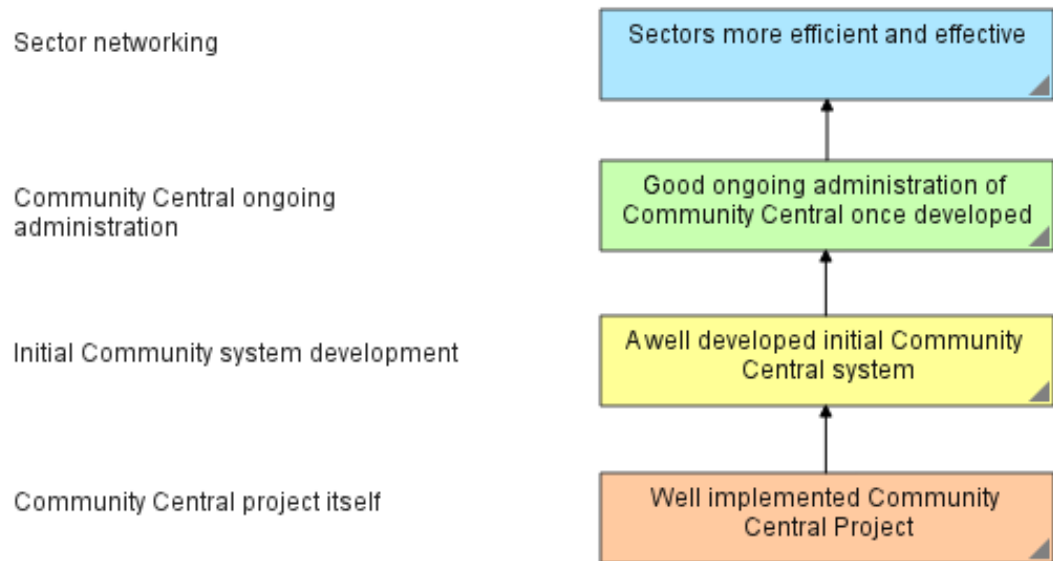 Sector networking
Sectors more efficient and effective
Community Central ongoing
administration
Good ongoing administration of
Community Central once developed
Initial Community system development
A well developed initial Community
Central system
Community Central project itself
Well implemented Community
Central Project